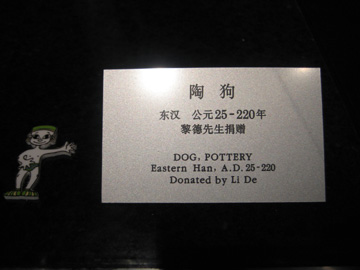 陶狗
东汉 公元25-220年
黎德先生捐赠
DOG, POTTERY
Eastern Han, A.D. 25-220
Donated by Li De